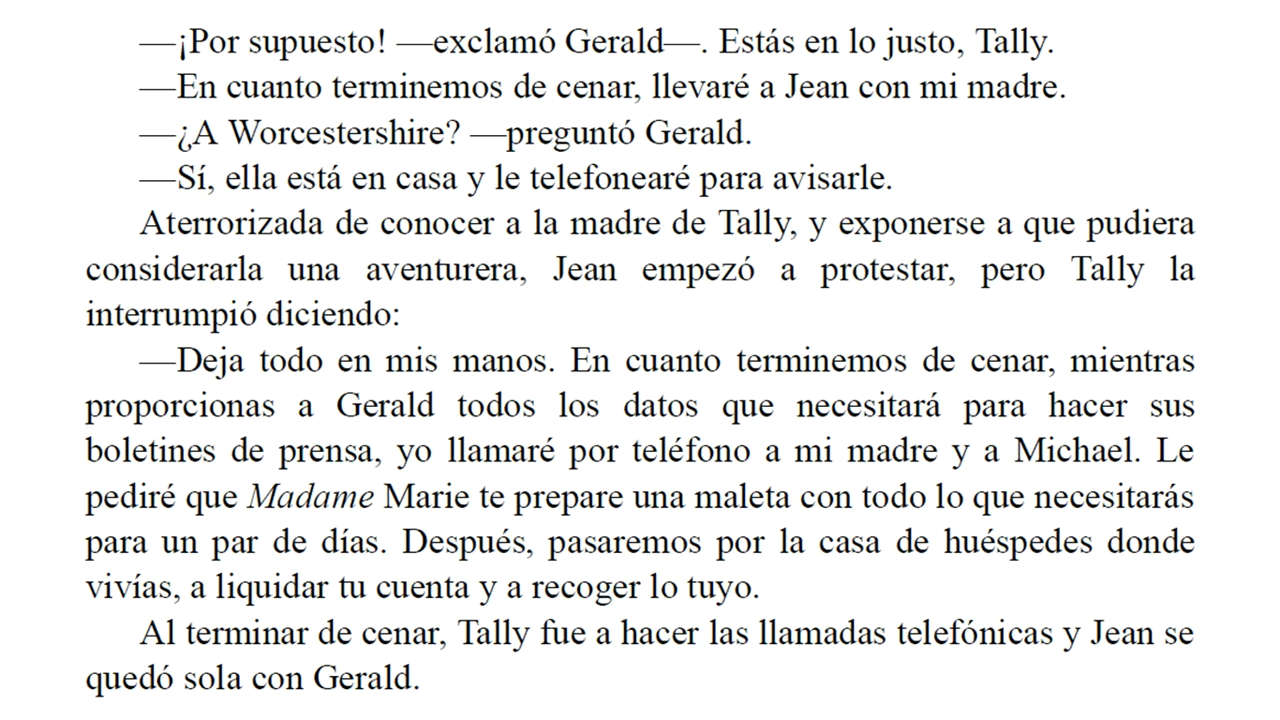 —¡Por supuesto! —exclamó Gerald—. Estás en lo justo, Tally.
—En cuanto terminemos de cenar, llevaré a Jean con mi madre.
—¿A Worcestershire? —preguntó Gerald.
—Sí, ella está en casa y le telefonearé para avisarle.
Aterrorizada de conocer a la madre de Tally, y exponerse a que pudiera
considerarla una aventurera, Jean empezó a protestar, pero Tally la
interrumpió diciendo:
—Deja todo en mis manos. En cuanto terminemos de cenar, mientras
proporcionas a Gerald todos los datos que necesitará para hacer sus
boletines de prensa, yo llamaré por teléfono a mi madre y a Michael. Le
pediré que Madame Marie te prepare una maleta con todo lo que necesitarás
para un par de días. Después, pasaremos por la casa de huéspedes donde
vivías, a liquidar tu cuenta y a recoger lo tuyo.
Al terminar de cenar, Tally fue a hacer las llamadas telefónicas y Jean se
quedó sola con Gerald.